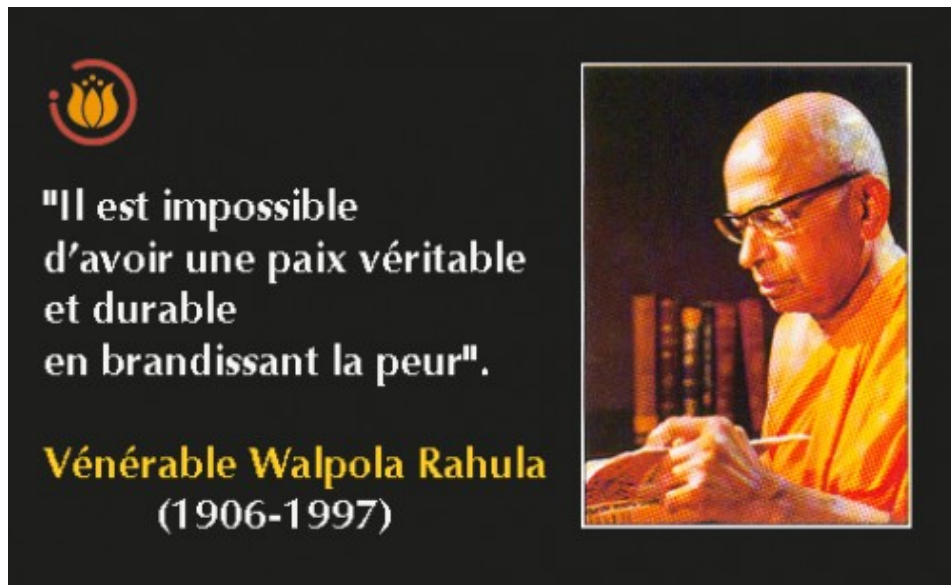 "Il est impossible
d'avoir une paix véritable
et durable
en brandissant la peur".
Vénérable Walpola Rahula
(1906-1997)